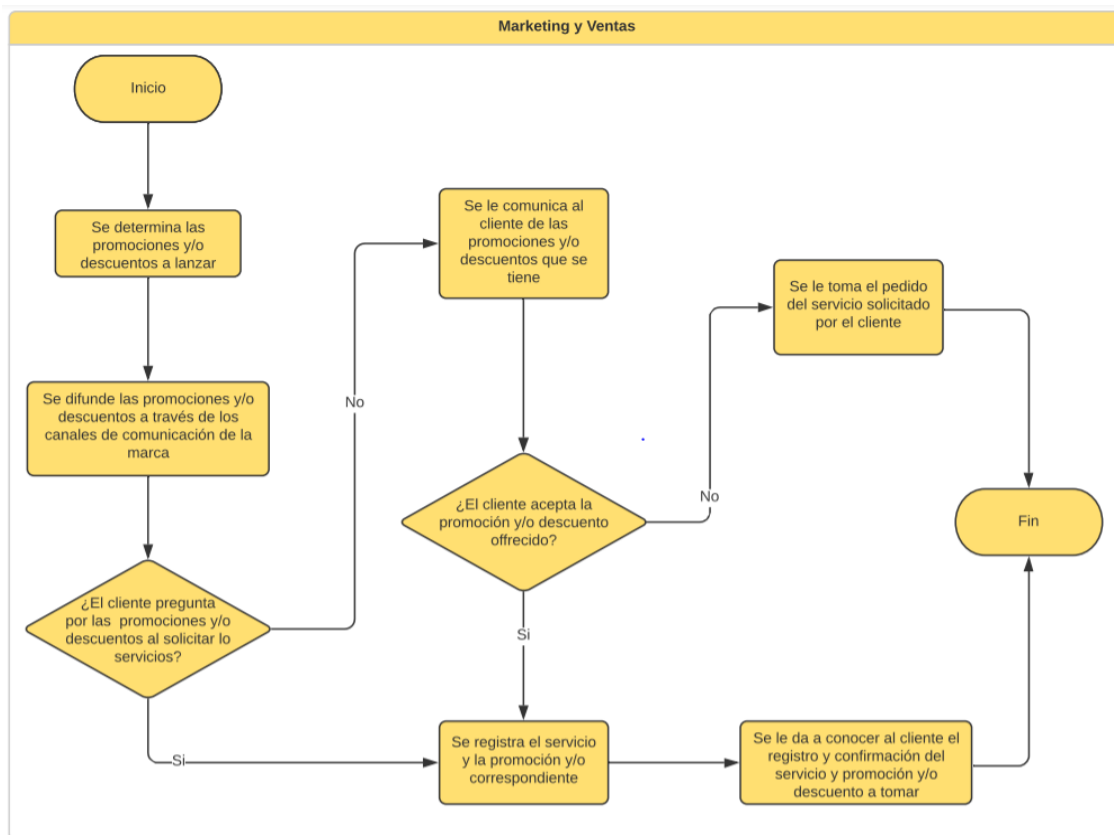 Marketing y Ventas
Inicio
Se determina las
promociones y/o
descuentos a lanzar
Se difunde las promociones y/o
descuentos a través de los
canales de comunicación de la
marca
¿El cliente pregunta
por las promociones y/o
descuentos al solicitar lo
servicios?
No
Si
Se le comunica al
cliente de las
promociones y/o
descuentos que se
tiene
¿El cliente acepta la
promoción y/o descuento
offrecido?
No
Si
Se le toma el pedido
del servicio solicitado
por el cliente
Se registra el servicio
y la promoción y/o
correspondiente
Se le da a conocer al cliente el
registro y confirmación del
servicio y promoción y/o
descuento a tomar
Fin